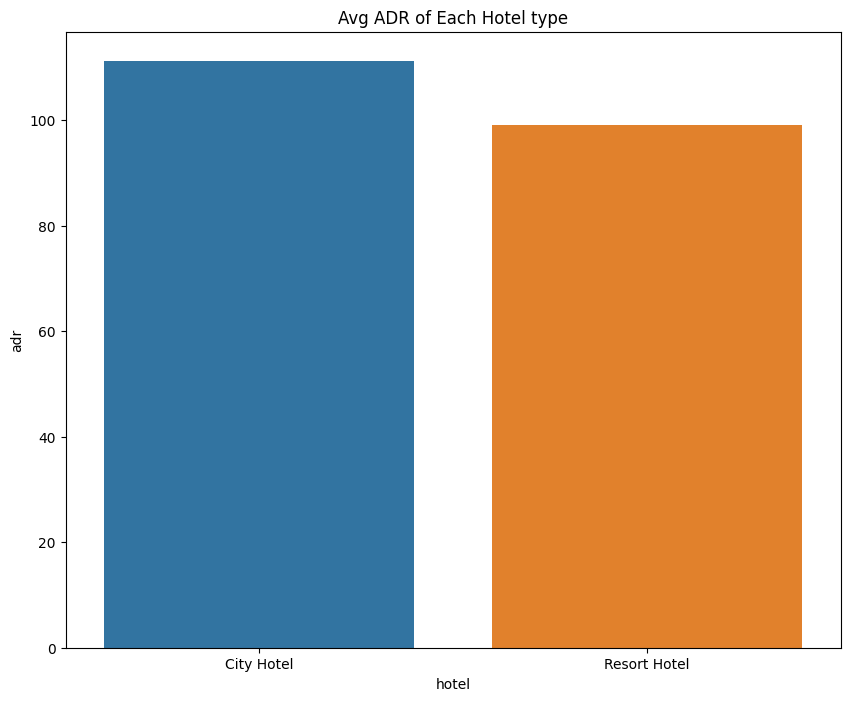 Avg ADR of Each Hotel type
100
80
60
40
20
0
adr
City Hotel
Resort Hotel
hotel